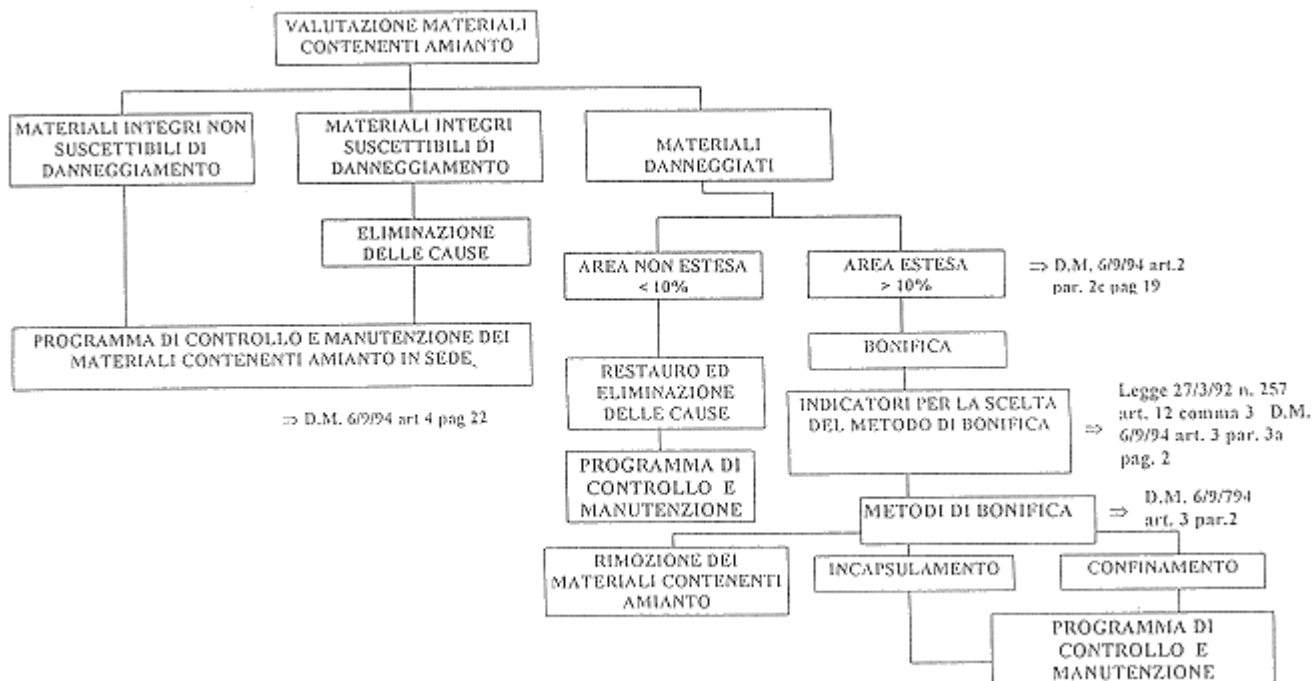 VALUTAZIONE MATERIALI
CONTENENTI AMIANTO
MATERIALI INTEGRI NON
SUSCETTIBILI DI
DANNEGGIAMENTO
MATERIALI INTEGRI
SUSCETTIBILI DI
DANNEGGIAMENTO
MATERIALI
DANNEGGIATI
ELIMINAZIONE
DELLE CAUSE
AREA NON ESTESA
< 10%
AREA ESTESA
> 10%
⇒ D.M. 6/9/94 art.2
par. 2c pag 19
PROGRAMMA DI CONTROLLO E MANUTENZIONE DEI
MATERIALI CONTENENTI AMIANTO IN SEDE.
⇒ D.M. 6/9/94 art 4 pag 22
RESTAURO ED
ELIMINAZIONE
DELLE CAUSE
BONIFICA
INDICATORI PER LA SCELTA
DEL METODO DI BONIFICA
⇒ Legge 27/3/92 n. 257
art. 12 comma 3 D.M.
6/9/94 art. 3 par. 3a
pag. 2
PROGRAMMA DI
CONTROLLO E
MANUTENZIONE
METODI DI BONIFICA
⇒ D.M. 6/9/794
art. 3 par.2
RIMOZIONE DEI
MATERIALI CONTENENTI
AMIANTO
INCAPSULAMENTO
CONFINAMENTO
PROGRAMMA DI
CONTROLLO E
MANUTENZIONE